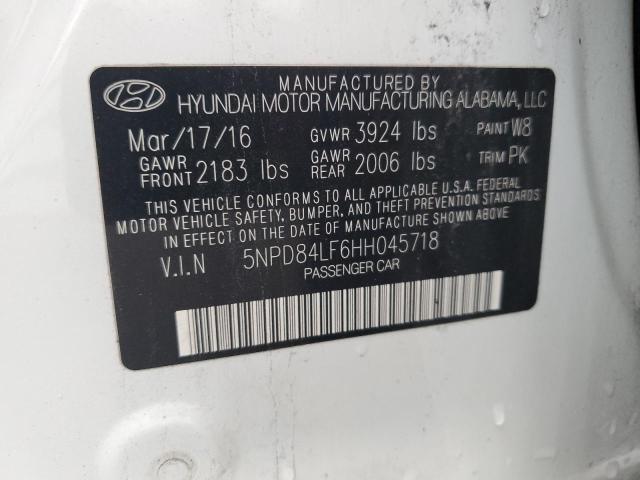 MANUFACTURED BY
HYUNDAI MOTOR MANUFACTURING ALABAMA, LLC
Mar/17/16 GVWR 3924 lbs PAINT W8
GAWR FRONT 2183 lbs GAWR REAR 2006 lbs TRIM PK
THIS VEHICLE CONFORMS TO ALL APPLICABLE U.S.A. FEDERAL
MOTOR VEHICLE SAFETY, BUMPER, AND THEFT PREVENTION STANDARDS
IN EFFECT ON THE DATE OF MANUFACTURE SHOWN ABOVE.
V.I.N 5NPD84LF6HH045718
PASSENGER CAR